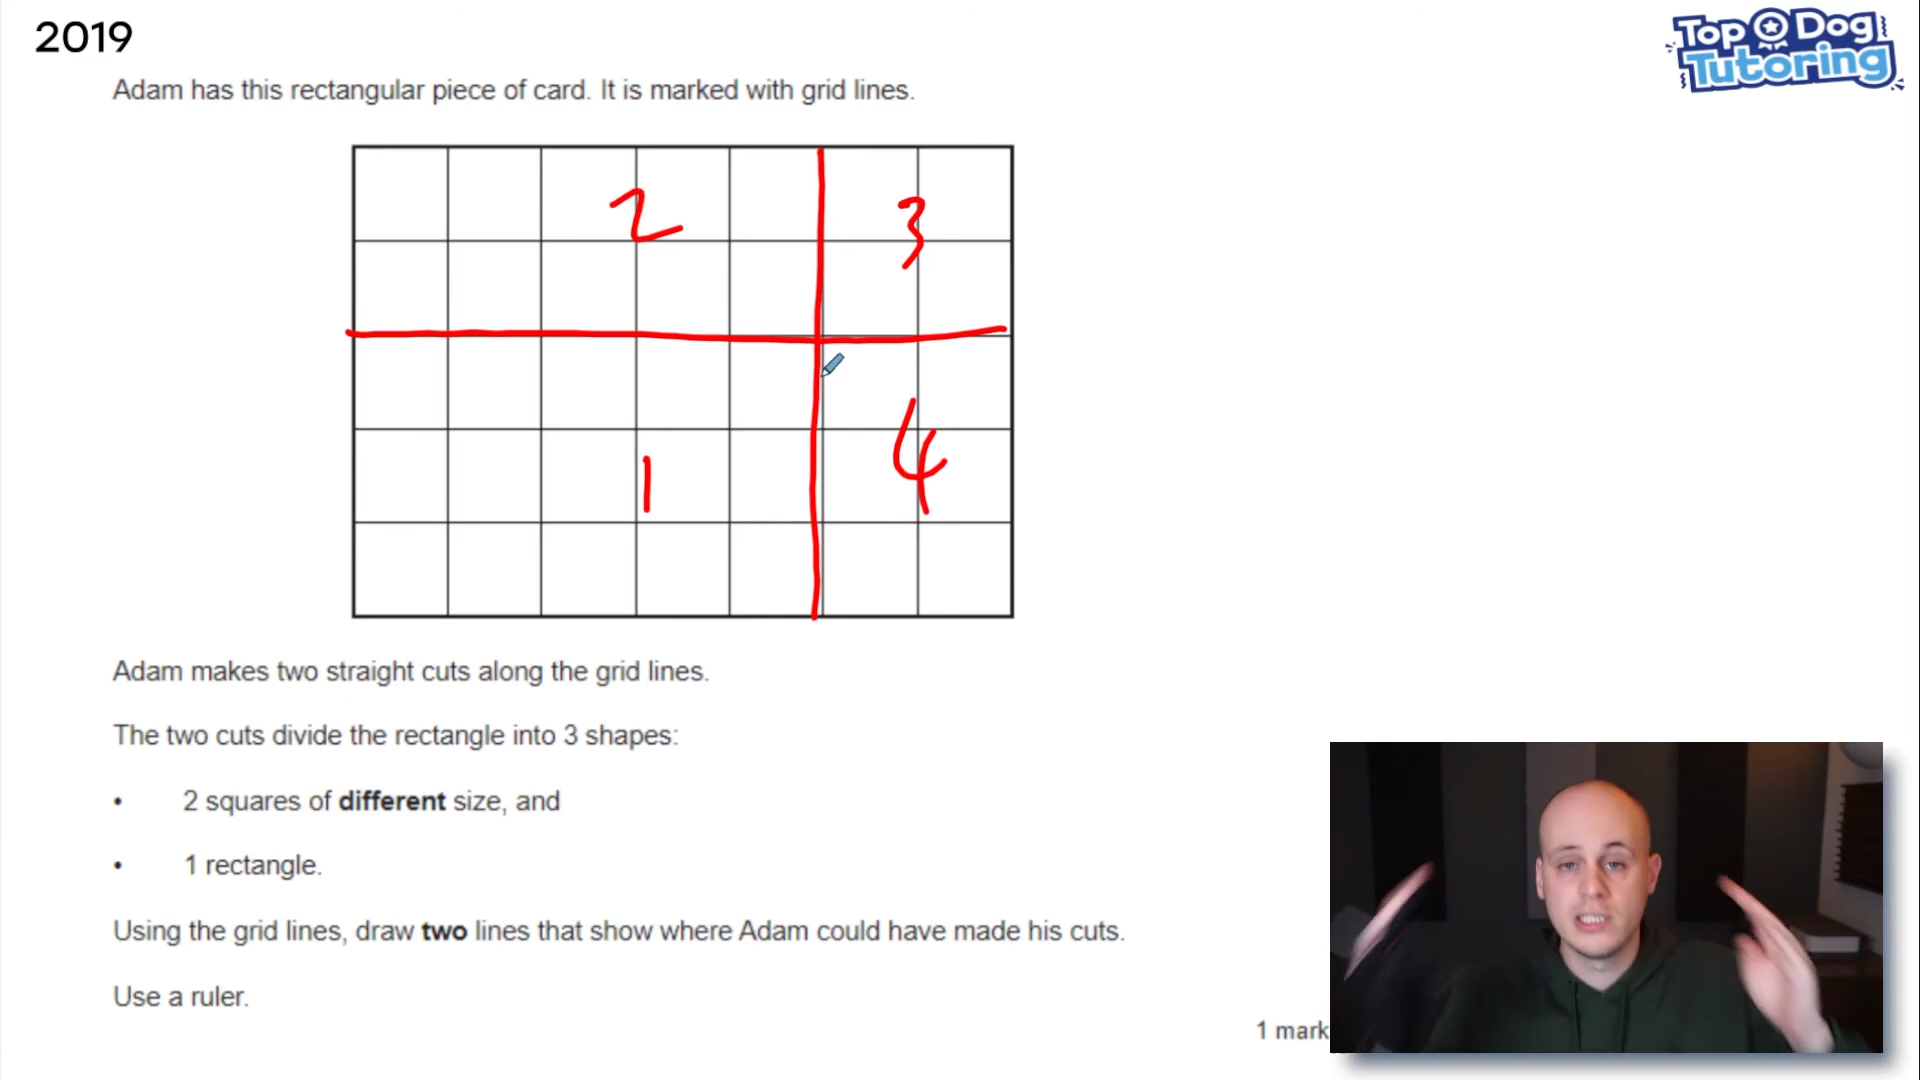 2019
Top Dog
Tutoring
Adam has this rectangular piece of card. It is marked with grid lines.
2
3
1
4
Adam makes two straight cuts along the grid lines.
The two cuts divide the rectangle into 3 shapes:
• 2 squares of different size, and
• 1 rectangle.
Using the grid lines, draw two lines that show where Adam could have made his cuts.
Use a ruler.
1 mark